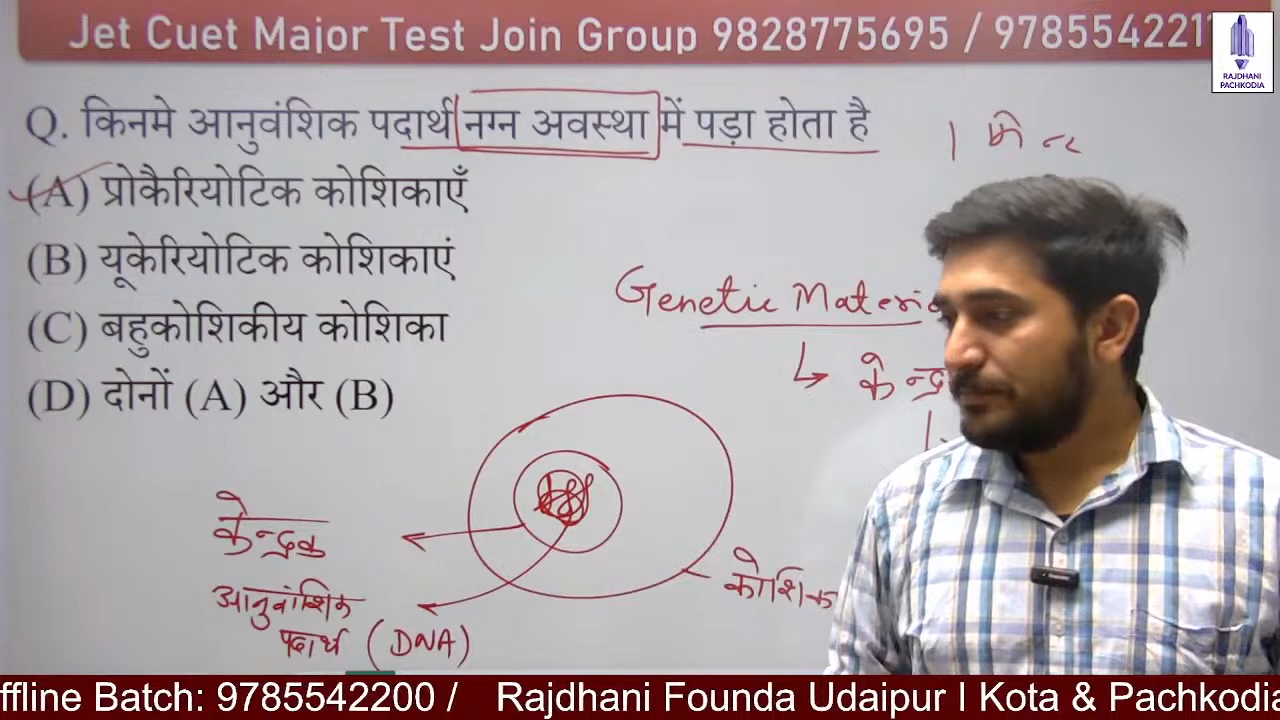 Jet Cuet Major Test Join Group 9828775695 / 978554221
RAJDHANI
PACHKODIA
Q. किनमे आनुवंशिक पदार्थ नग्न अवस्था में पड़ा होता है
(A) प्रोकैरियोटिक कोशिकाएँ
(B) यूकेरियोटिक कोशिकाएं
(C) बहुकोशिकीय कोशिका
(D) दोनों (A) और (B)
Genetic Materia
केन्द्र
केन्द्रक
आनुवांशिक
पदार्थ (DNA)
कोशिका
ffline Batch: 9785542200 / Rajdhani Founda Udaipur I Kota & Pachkodia